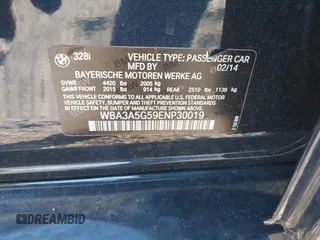 328i
VEHICLE TYPE: PASSENGER CAR
MFD BY 02/14
BAYERISCHE MOTOREN WERKE AG
GVWR 4420 lbs 2005 kg
GAWR FRONT 2015 lbs 914 kg REAR 2510 lbs 1139 kg
WBA3A5G59ENP30019
THIS VEHICLE CONFORMS TO ALL APPLICABLE
FEDERAL MOTOR VEHICLE SAFETY, BUMPER, AND
THEFT PREVENTION STANDARDS IN EFFECT ON THE
DATE OF MANUFACTURE SHOWN ABOVE.
DREAMBID
DREAMBID.COM